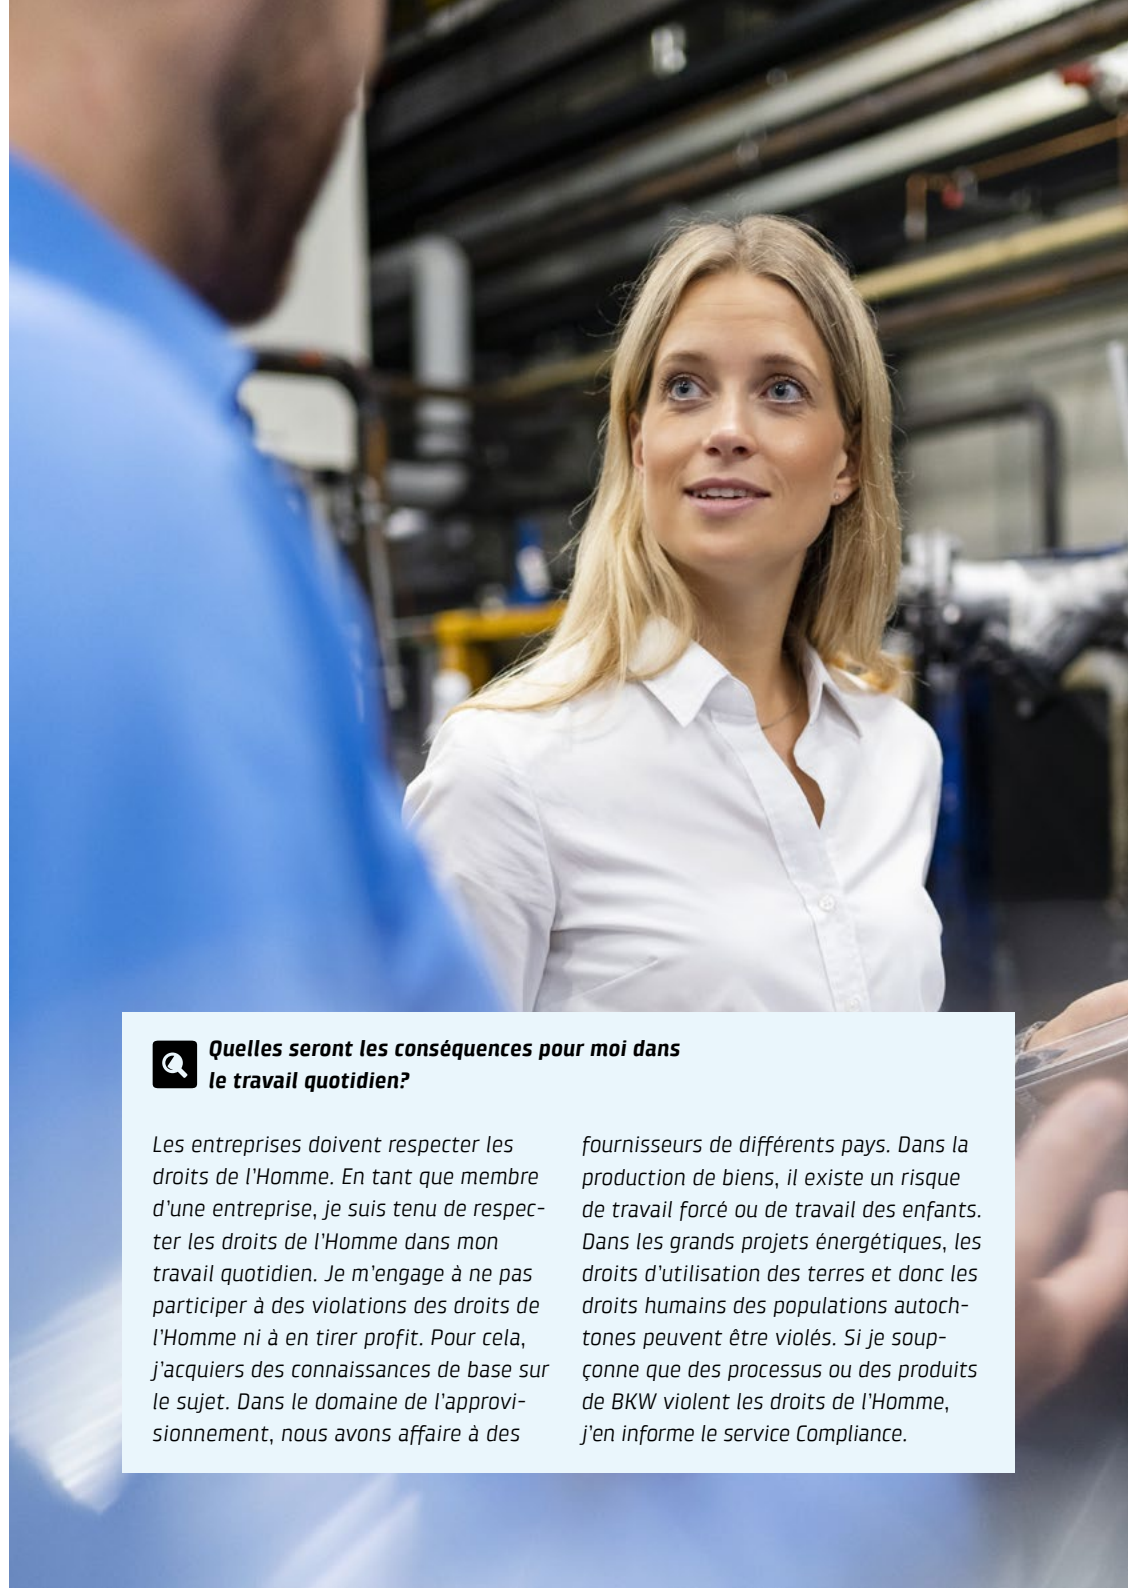 Quelles seront les conséquences pour moi dans
le travail quotidien?
Les entreprises doivent respecter les
droits de l'Homme. En tant que membre
d'une entreprise, je suis tenu de respec-
ter les droits de l'Homme dans mon
travail quotidien. Je m'engage à ne pas
participer à des violations des droits de
l'Homme ni à en tirer profit. Pour cela,
j'acquiers des connaissances de base sur
le sujet. Dans le domaine de l'approvi-
sionnement, nous avons affaire à des
fournisseurs de différents pays. Dans la
production de biens, il existe un risque
de travail forcé ou de travail des enfants.
Dans les grands projets énergétiques, les
droits d'utilisation des terres et donc les
droits humains des populations autoch-
tones peuvent être violés. Si je soup-
çonne que des processus ou des produits
de BKW violent les droits de l'Homme,
j'en informe le service Compliance.